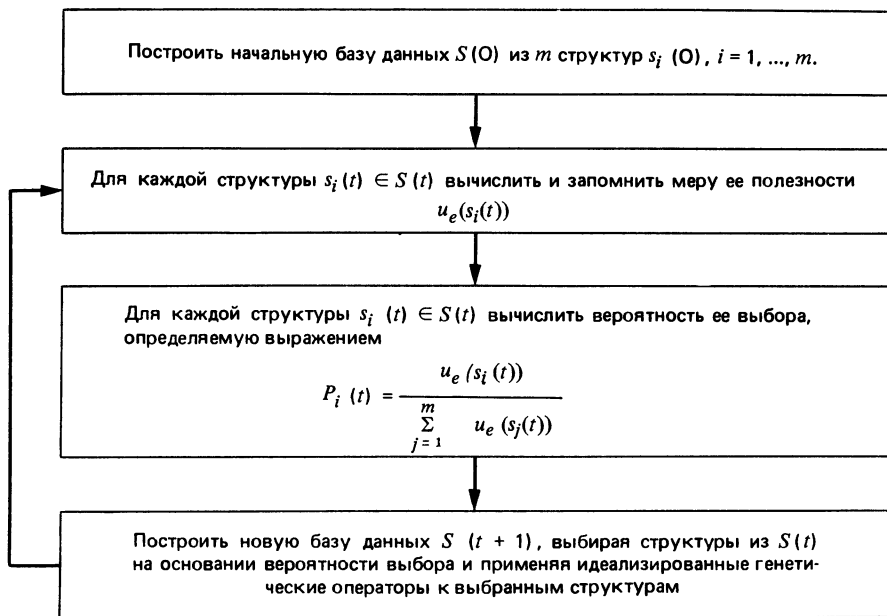 Построить начальную базу данных S(0) из m структур s_i (0), i = 1, ..., m.
Для каждой структуры s_i(t) ∈ S(t) вычислить и запомнить меру ее полезности
u_e(s_i(t))
Для каждой структуры s_i (t) ∈ S(t) вычислить вероятность ее выбора,
определяемую выражением
u_e (s_i(t))
P_i (t) =
m
Σ u_e (s_j(t))
j = 1
Построить новую базу данных S (t + 1), выбирая структуры из S(t)
на основании вероятности выбора и применяя идеализированные генети-
ческие операторы к выбранным структурам